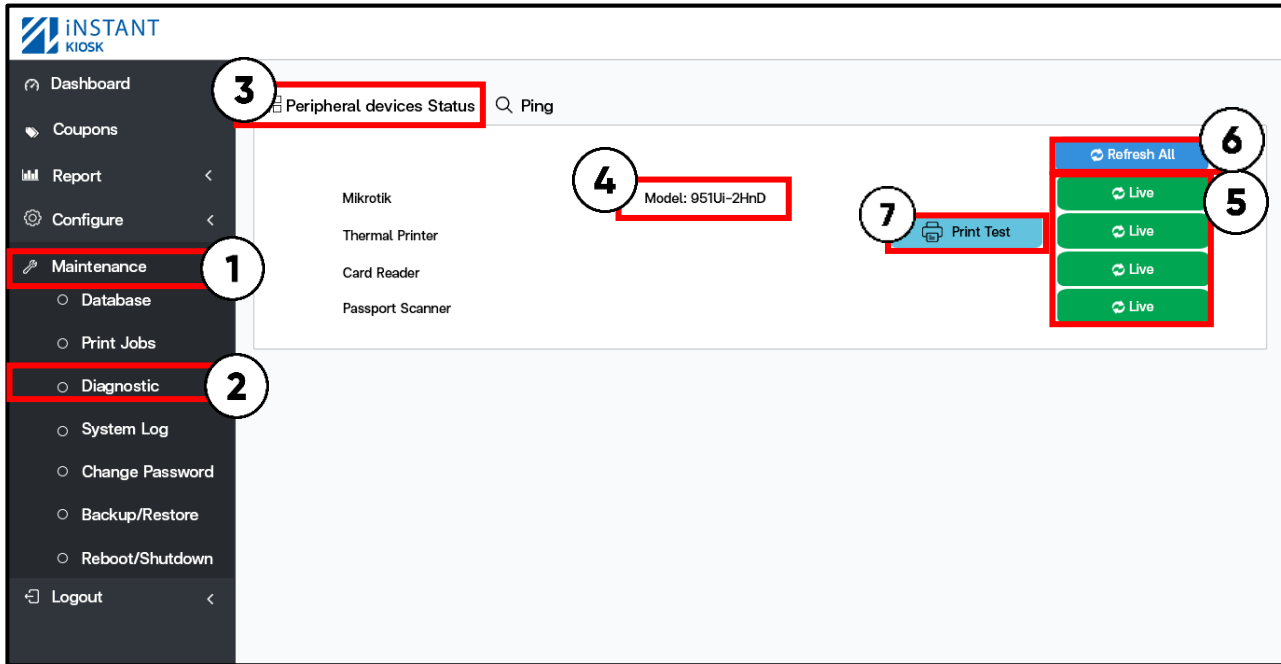 iNSTANT
KIOSK
Dashboard
Coupons
Report
Configure
Maintenance
1
Database
Print Jobs
Diagnostic
2
System Log
Change Password
Backup/Restore
Reboot/Shutdown
Logout
3
Peripheral devices Status
Ping
6
Refresh All
Mikrotik
4
Model: 951Ui-2HnD
Live
5
Thermal Printer
7
Print Test
Live
Card Reader
Live
Passport Scanner
Live